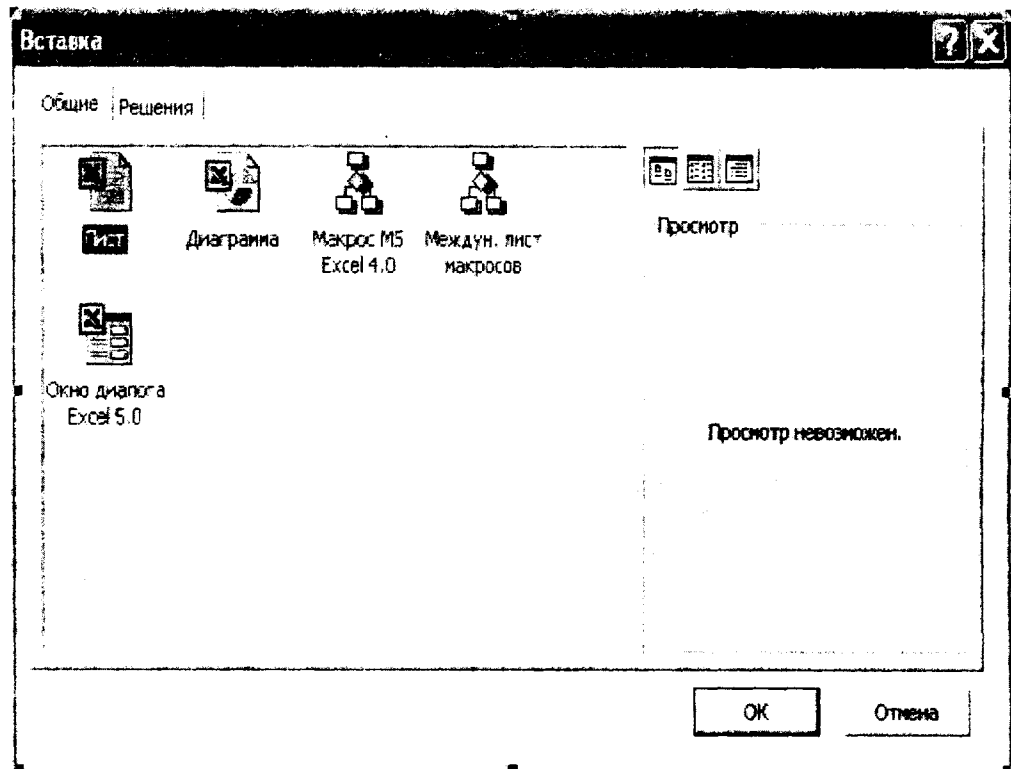 Вставка
Общие
Решения
Лист
Диаграмма
Макрос MS
Excel 4.0
Междун. лист
макросов
Окно диалога
Excel 5.0
Просмотр
Просмотр невозможен.
ОК
Отмена